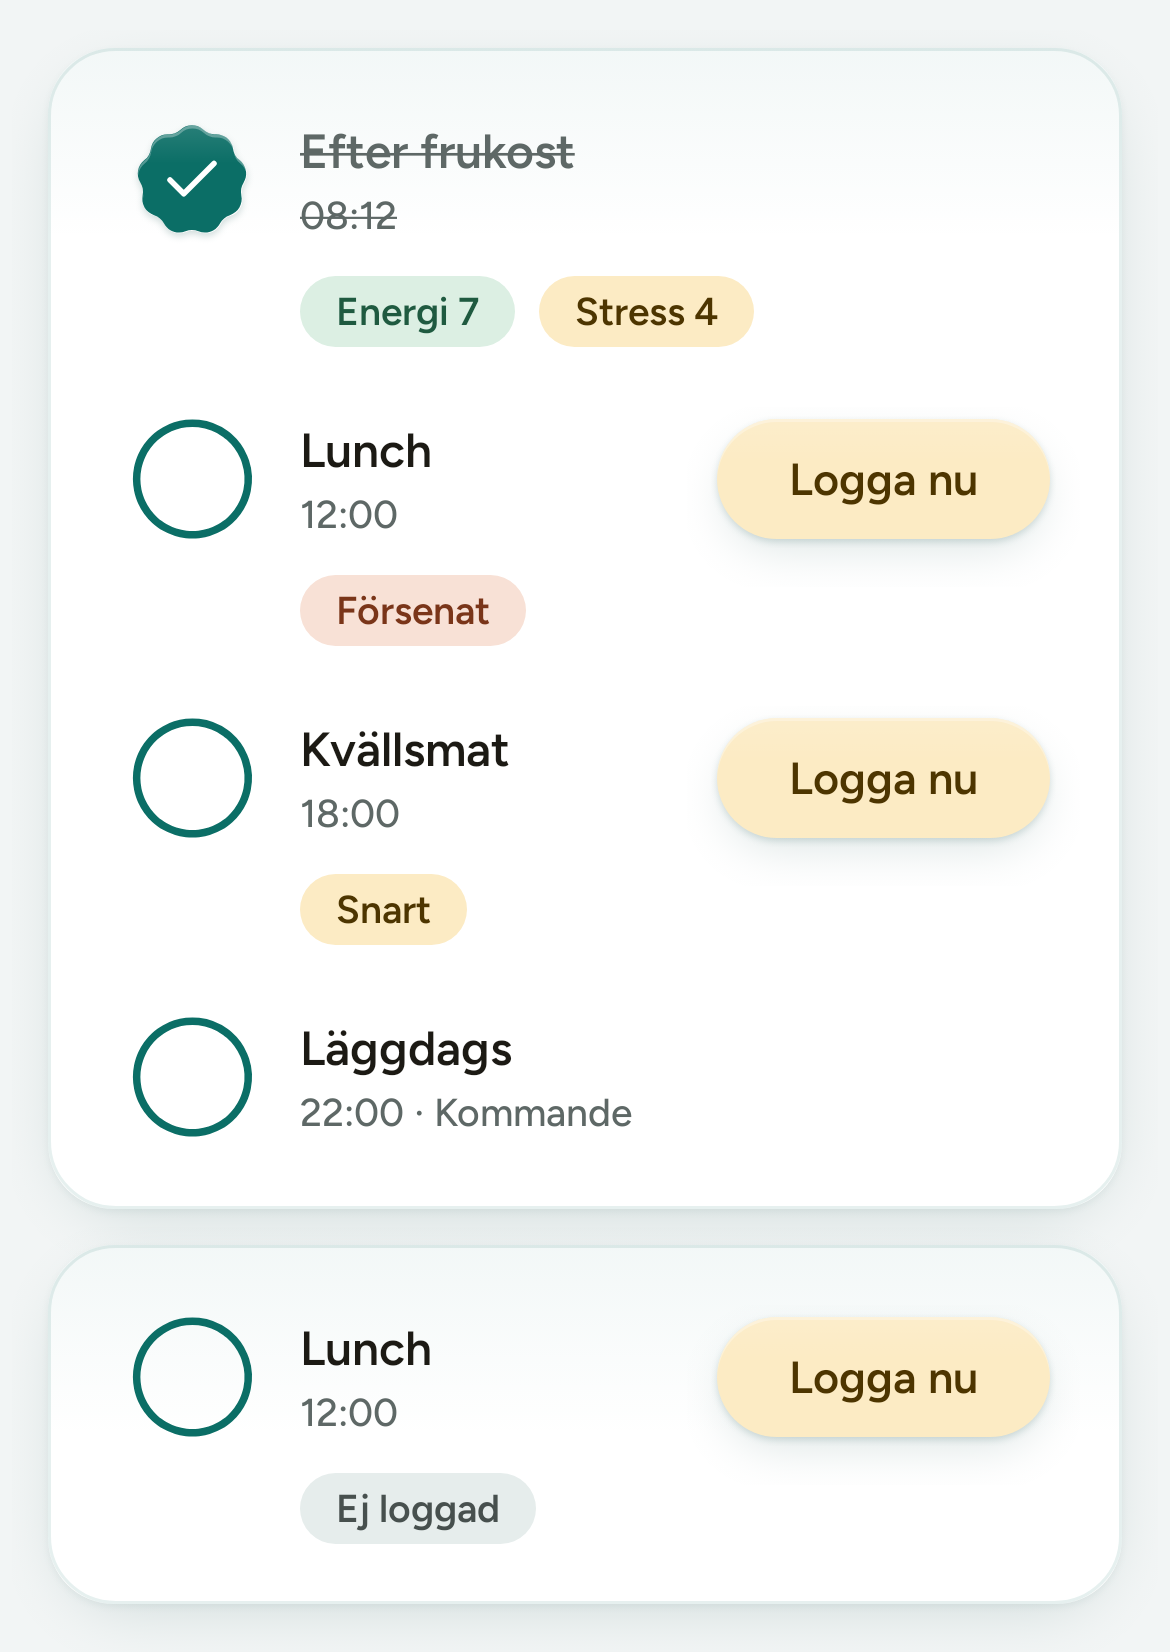 Efter frukost
08:12
Energi 7 Stress 4
Lunch
12:00
Logga nu
Försenat
Kvällsmat
18:00
Logga nu
Snart
Läggdags
22:00 · Kommande
Lunch
12:00
Logga nu
Ej loggad